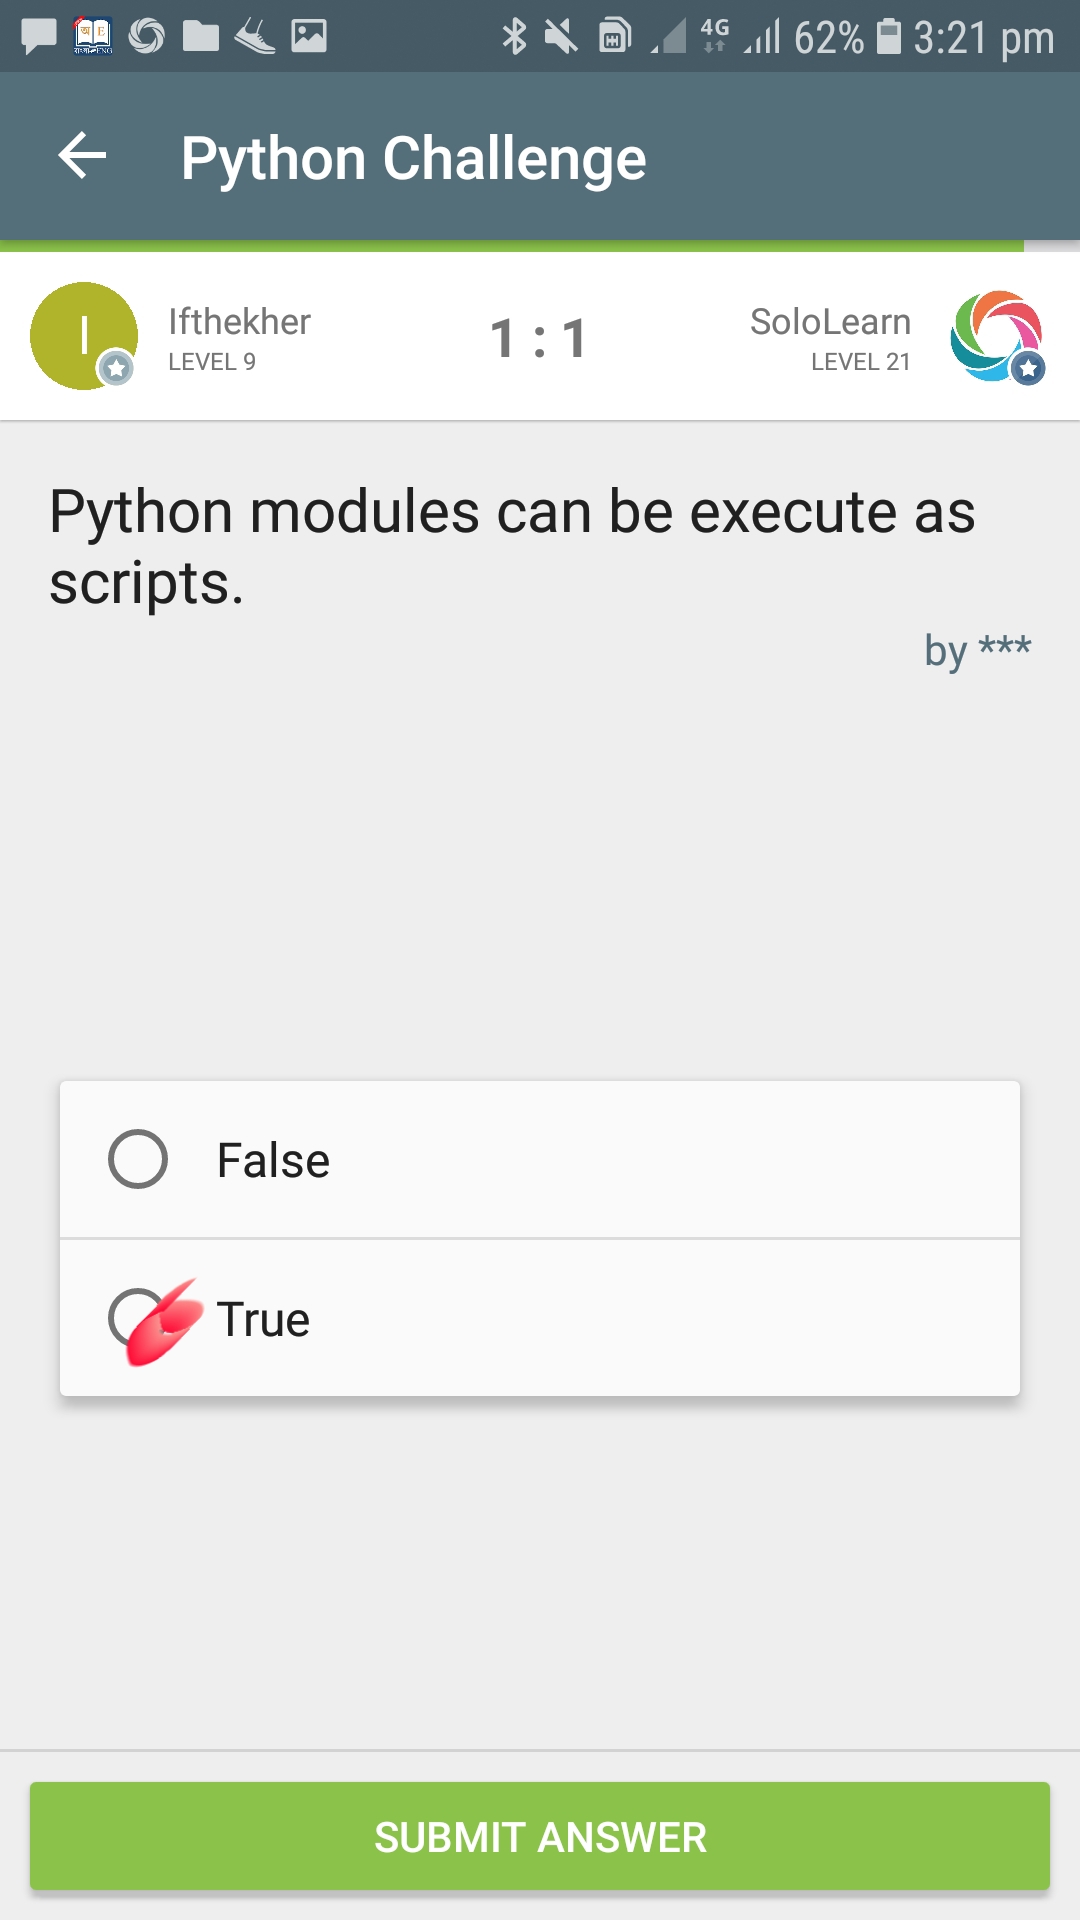 4G 62% 3:21 pm
Python Challenge
I Ifthekher 1 : 1 SoloLearn
LEVEL 9 LEVEL 21
Python modules can be execute as
scripts.
by ***
False
True
SUBMIT ANSWER